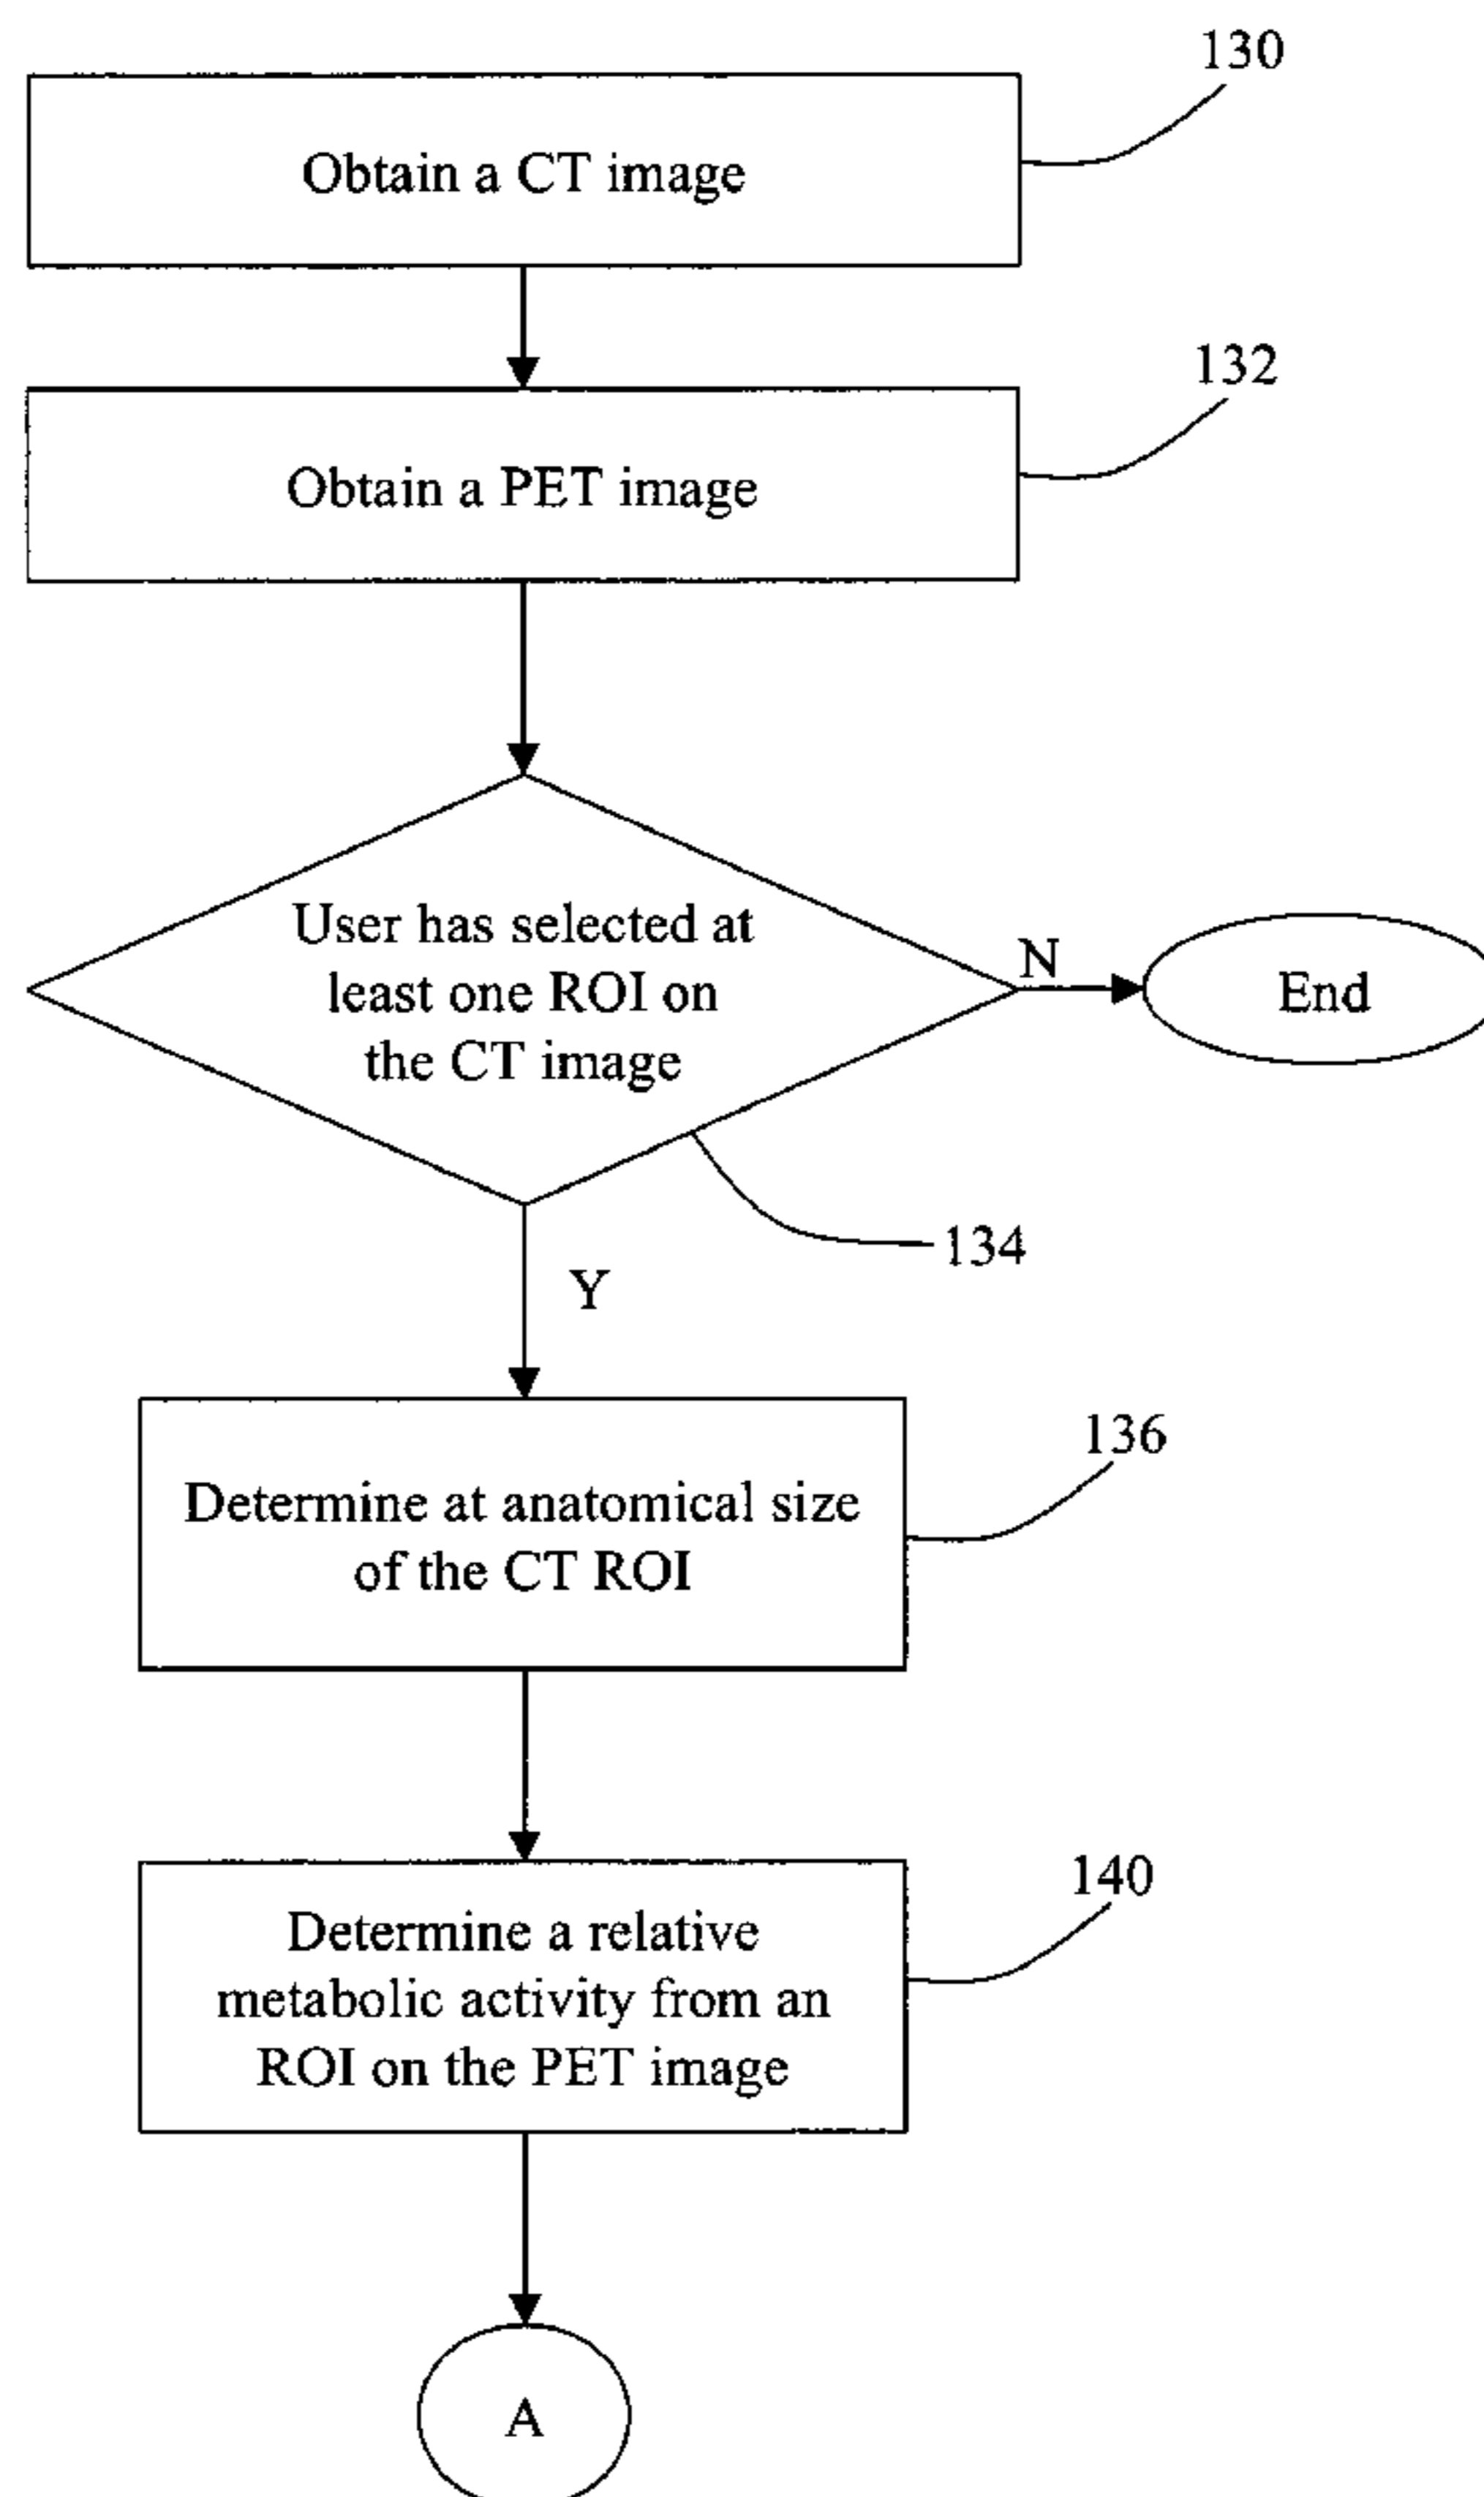 130
Obtain a CT image
132
Obtain a PET image
User has selected at
least one ROI on
the CT image
N
End
134
Y
136
Determine at anatomical size
of the CT ROI
140
Determine a relative
metabolic activity from an
ROI on the PET image
A